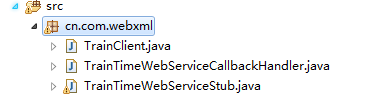 src
cn.com.webxml
TrainClient.java
TrainTimeWebServiceCallbackHandler.java
TrainTimeWebServiceStub.java